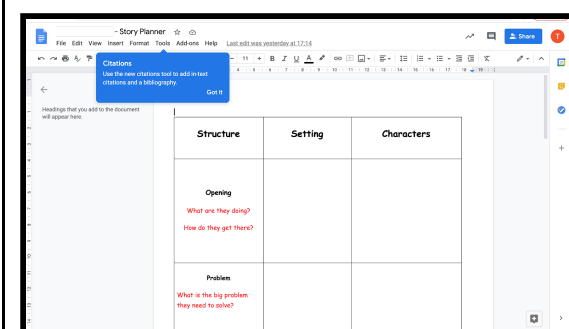 - Story Planner
File Edit View Insert Format Tools Add-ons Help Last edit was yesterday at 17:14
Share
T
11 + B I U A
Citations
Use the new citations tool to add in-text
citations and a bibliography.
Got it
Headings that you add to the document
will appear here.
Structure Setting Characters
Opening
What are they doing?
How do they get there?
Problem
What is the big problem
they need to solve?